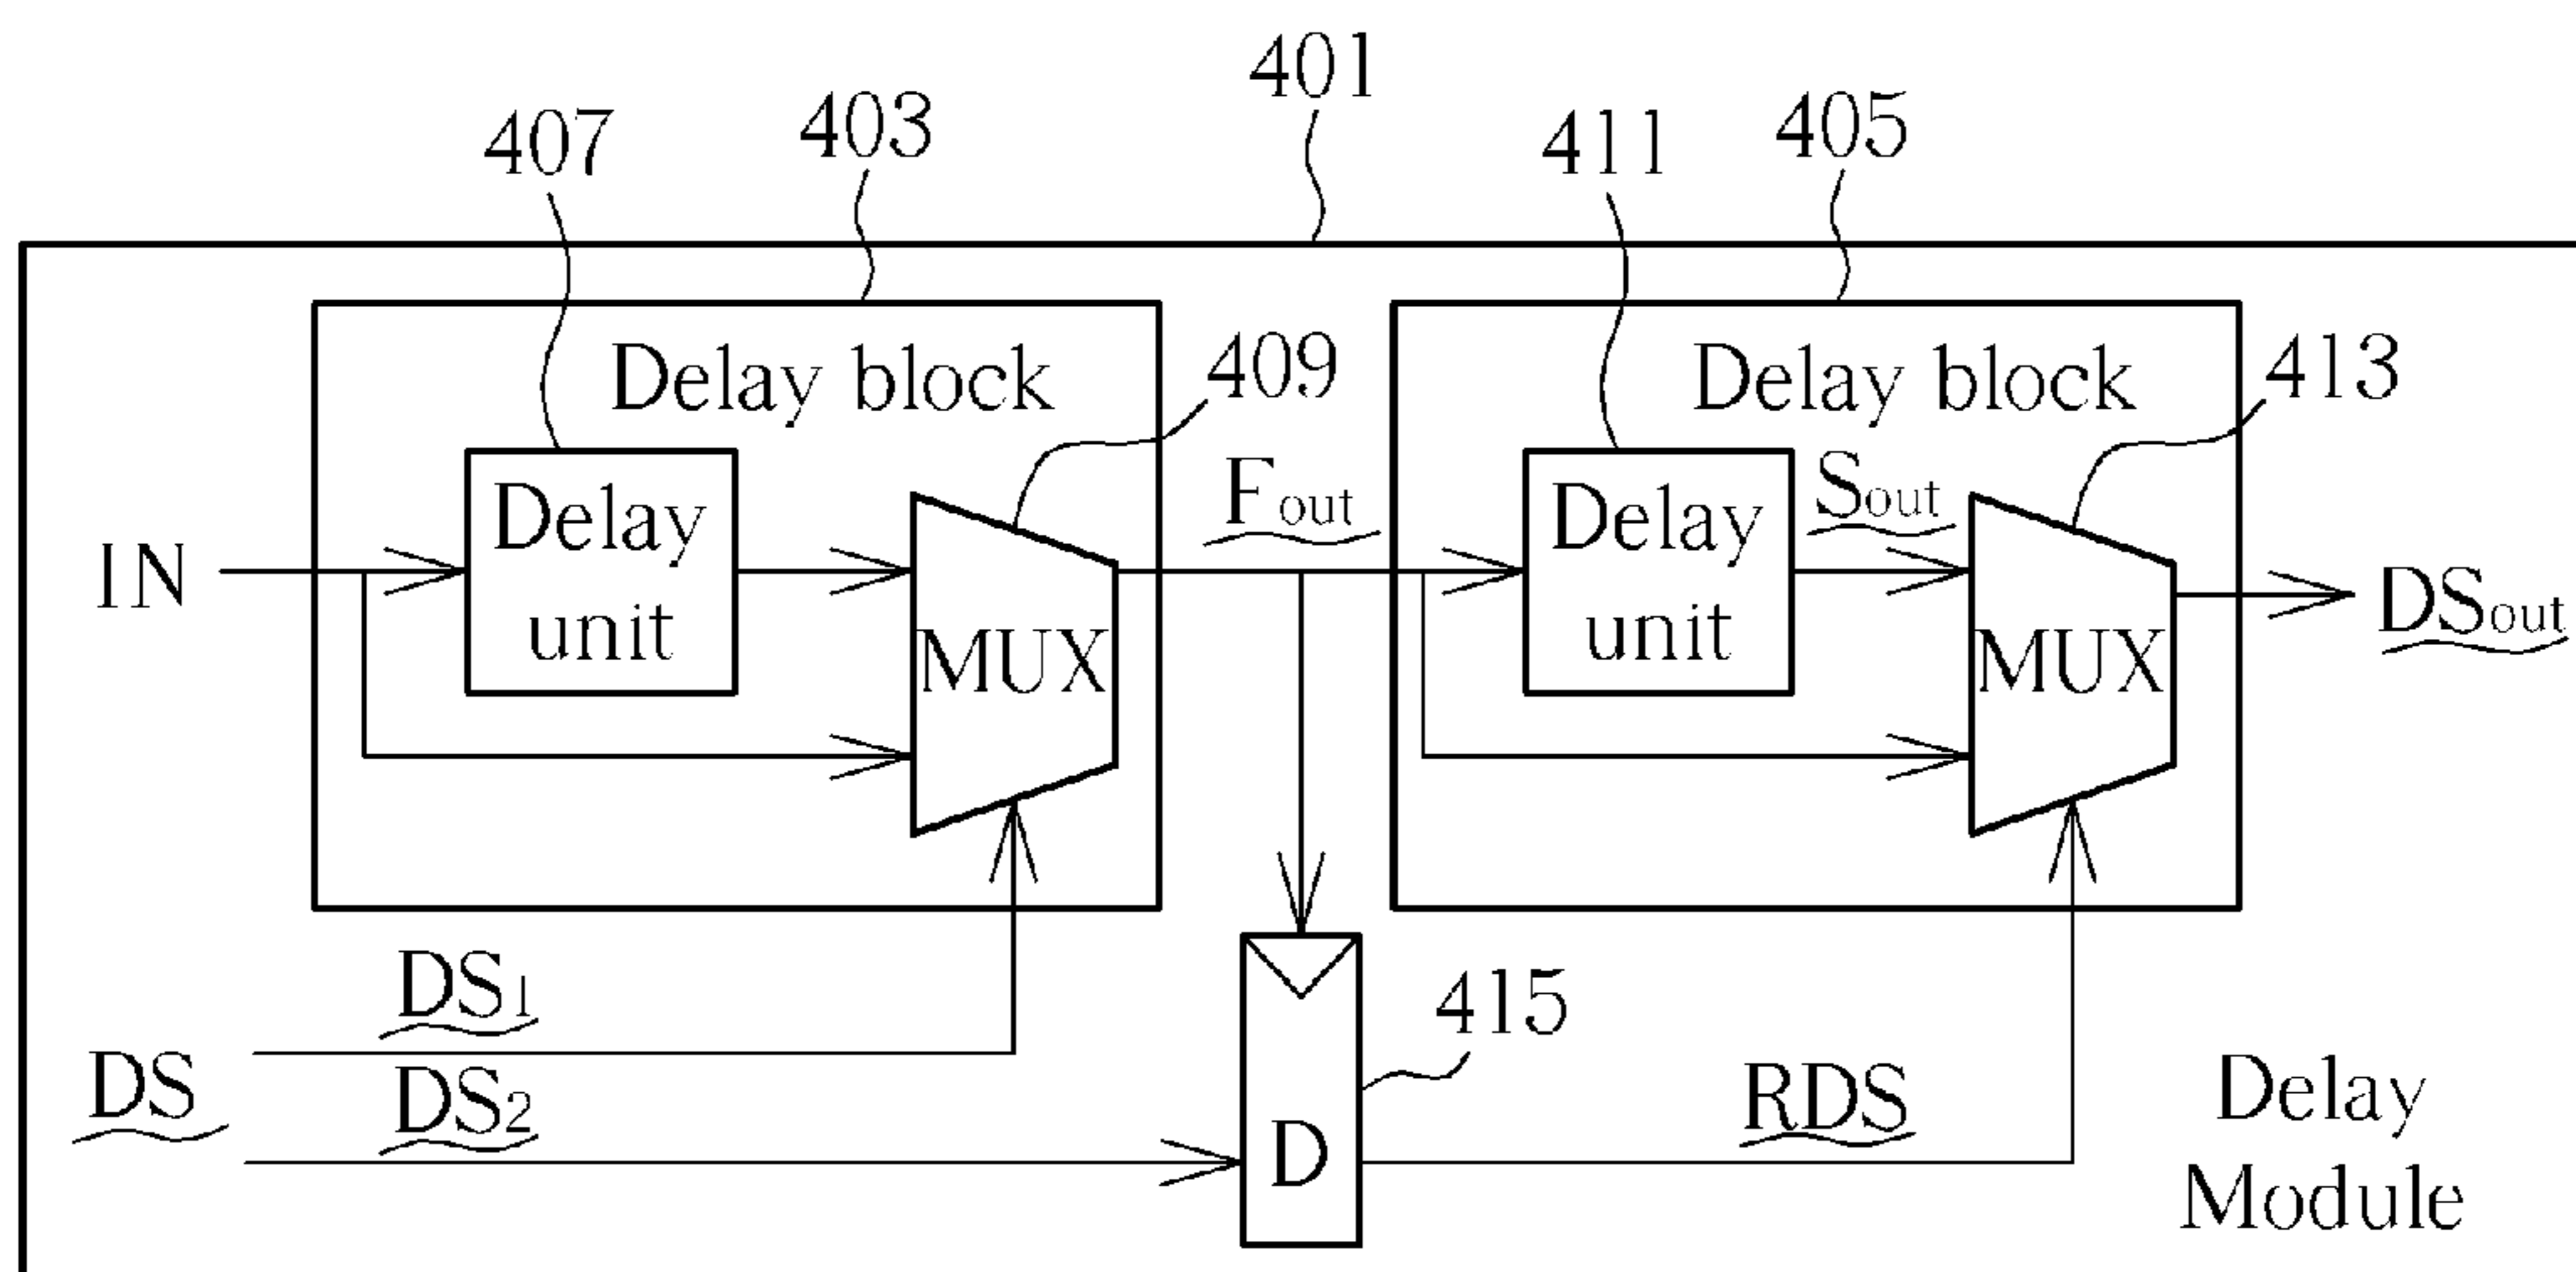 401
403
405
407
411
Delay block
409
Delay block
413
Delay
unit
MUX
Fout
Delay
unit
Sout
MUX
IN
DSout
DS1
415
DS
DS2
D
RDS
Delay
Module